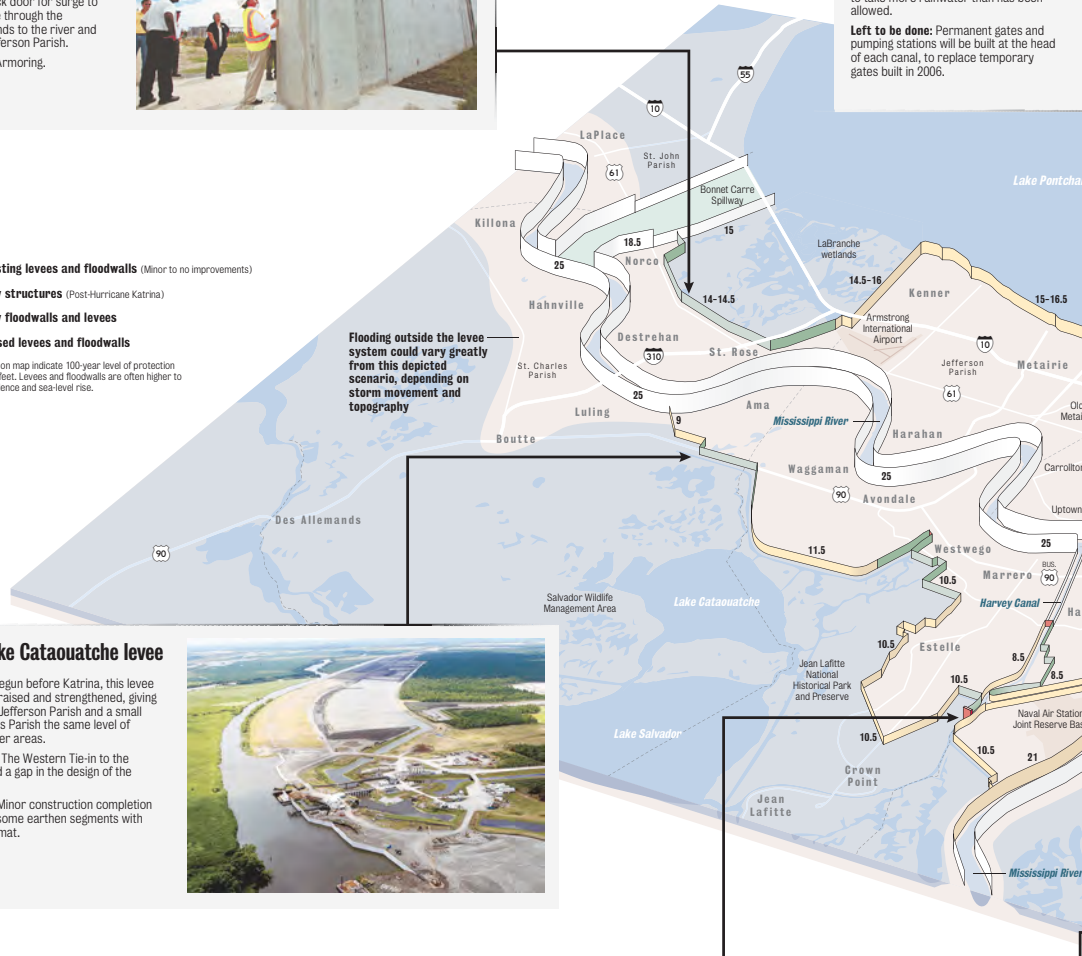 ck door for surge to
e through the
nds to the river and
ferson Parish.
Armoring.
to take more rainwater than has been
allowed.
Left to be done: Permanent gates and
pumping stations will be built at the head
of each canal, to replace temporary
gates built in 2006.
sting levees and floodwalls (Minor to no improvements)
structures (Post-Hurricane Katrina)
floodwalls and levees
sed levees and floodwalls
on map indicate 100-year level of protection
feet. Levees and floodwalls are often higher to
ence and sea-level rise.
55
10
LaPlace
St. John
Parish
61
Bonnet Carre
Spillway
Lake Pontcha
Killona
15
18.5
LaBranche
wetlands
25
Norco
14.5-16
Kenner
14-14.5
15-16.5
Hahnville
Armstrong
International
Airport
Flooding outside the levee
system could vary greatly
from this depicted
scenario, depending on
storm movement and
topography
Destrehan
310
St. Rose
10
St. Charles
Parish
Jefferson
Parish
Metairie
61
25
Luling
9
Ama
Old
Metai
Mississippi River
Boutte
Harahan
Waggaman
25
Carrollton
90
Avondale
Uptown
Des Allemands
25
90
11.5
Westwego
BUS.
90
Marrero
10.5
Salvador Wildlife
Management Area
Lake Cataouatche
Harvey Canal
Ha
10.5
Estelle
8.5
8.5
Jean Lafitte
National
Historical Park
and Preserve
10.5
Lake Salvador
10.5
Naval Air Station
Joint Reserve Bas
10.5
21
Crown
Point
Jean
Lafitte
Mississippi River
ke Cataouatche levee
egun before Katrina, this levee
raised and strengthened, giving
Jefferson Parish and a small
s Parish the same level of
er areas.
The Western Tie-in to the
d a gap in the design of the
Minor construction completion
some earthen segments with
mat.